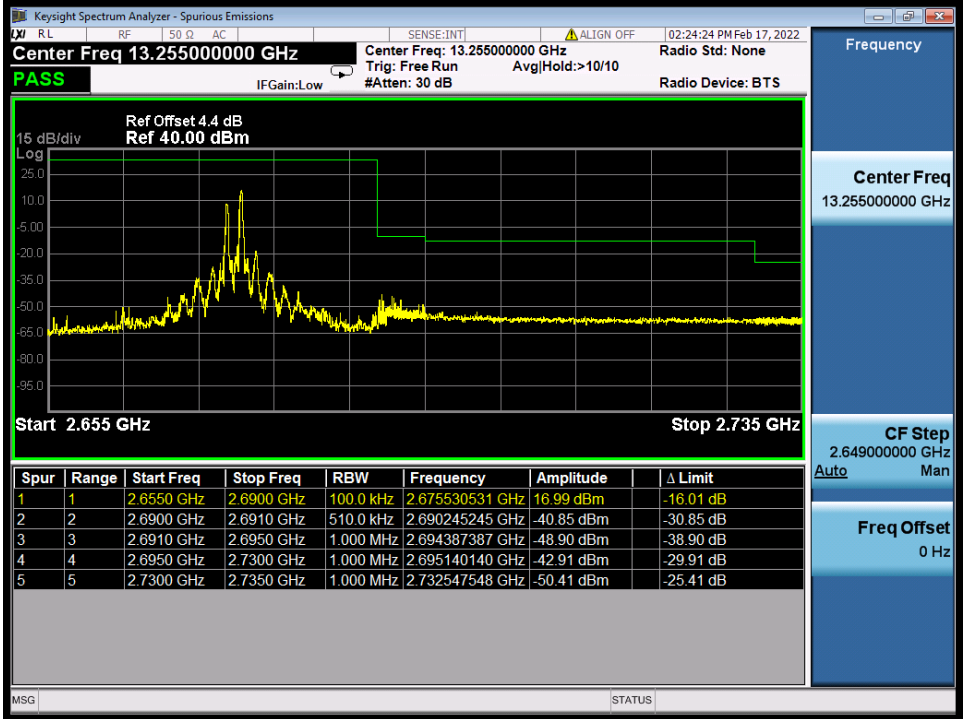 Keysight Spectrum Analyzer - Spurious Emissions
LXI RL RF 50 Ω AC SENSE:INT ALIGN OFF 02:24:24 PM Feb 17, 2022
Center Freq 13.255000000 GHz
Center Freq: 13.255000000 GHz
Radio Std: None
Trig: Free Run Avg|Hold:>10/10
PASS
IFGain:Low
#Atten: 30 dB
Radio Device: BTS
Ref Offset 4.4 dB
15 dB/div Ref 40.00 dBm
Log
25.0
10.0
-5.00
-20.0
-35.0
-50.0
-65.0
-80.0
-95.0
Start 2.655 GHz Stop 2.735 GHz
Spur Range Start Freq Stop Freq RBW Frequency Amplitude Δ Limit
1 1 2.6550 GHz 2.6900 GHz 100.0 kHz 2.675530531 GHz 16.99 dBm -16.01 dB
2 2 2.6900 GHz 2.6910 GHz 510.0 kHz 2.690245245 GHz -40.85 dBm -30.85 dB
3 3 2.6910 GHz 2.6950 GHz 1.000 MHz 2.694387387 GHz -48.90 dBm -38.90 dB
4 4 2.6950 GHz 2.7300 GHz 1.000 MHz 2.695140140 GHz -42.91 dBm -29.91 dB
5 5 2.7300 GHz 2.7350 GHz 1.000 MHz 2.732547548 GHz -50.41 dBm -25.41 dB
MSG STATUS
Frequency
Center Freq
13.255000000 GHz
CF Step
2.649000000 GHz
Auto Man
Freq Offset
0 Hz